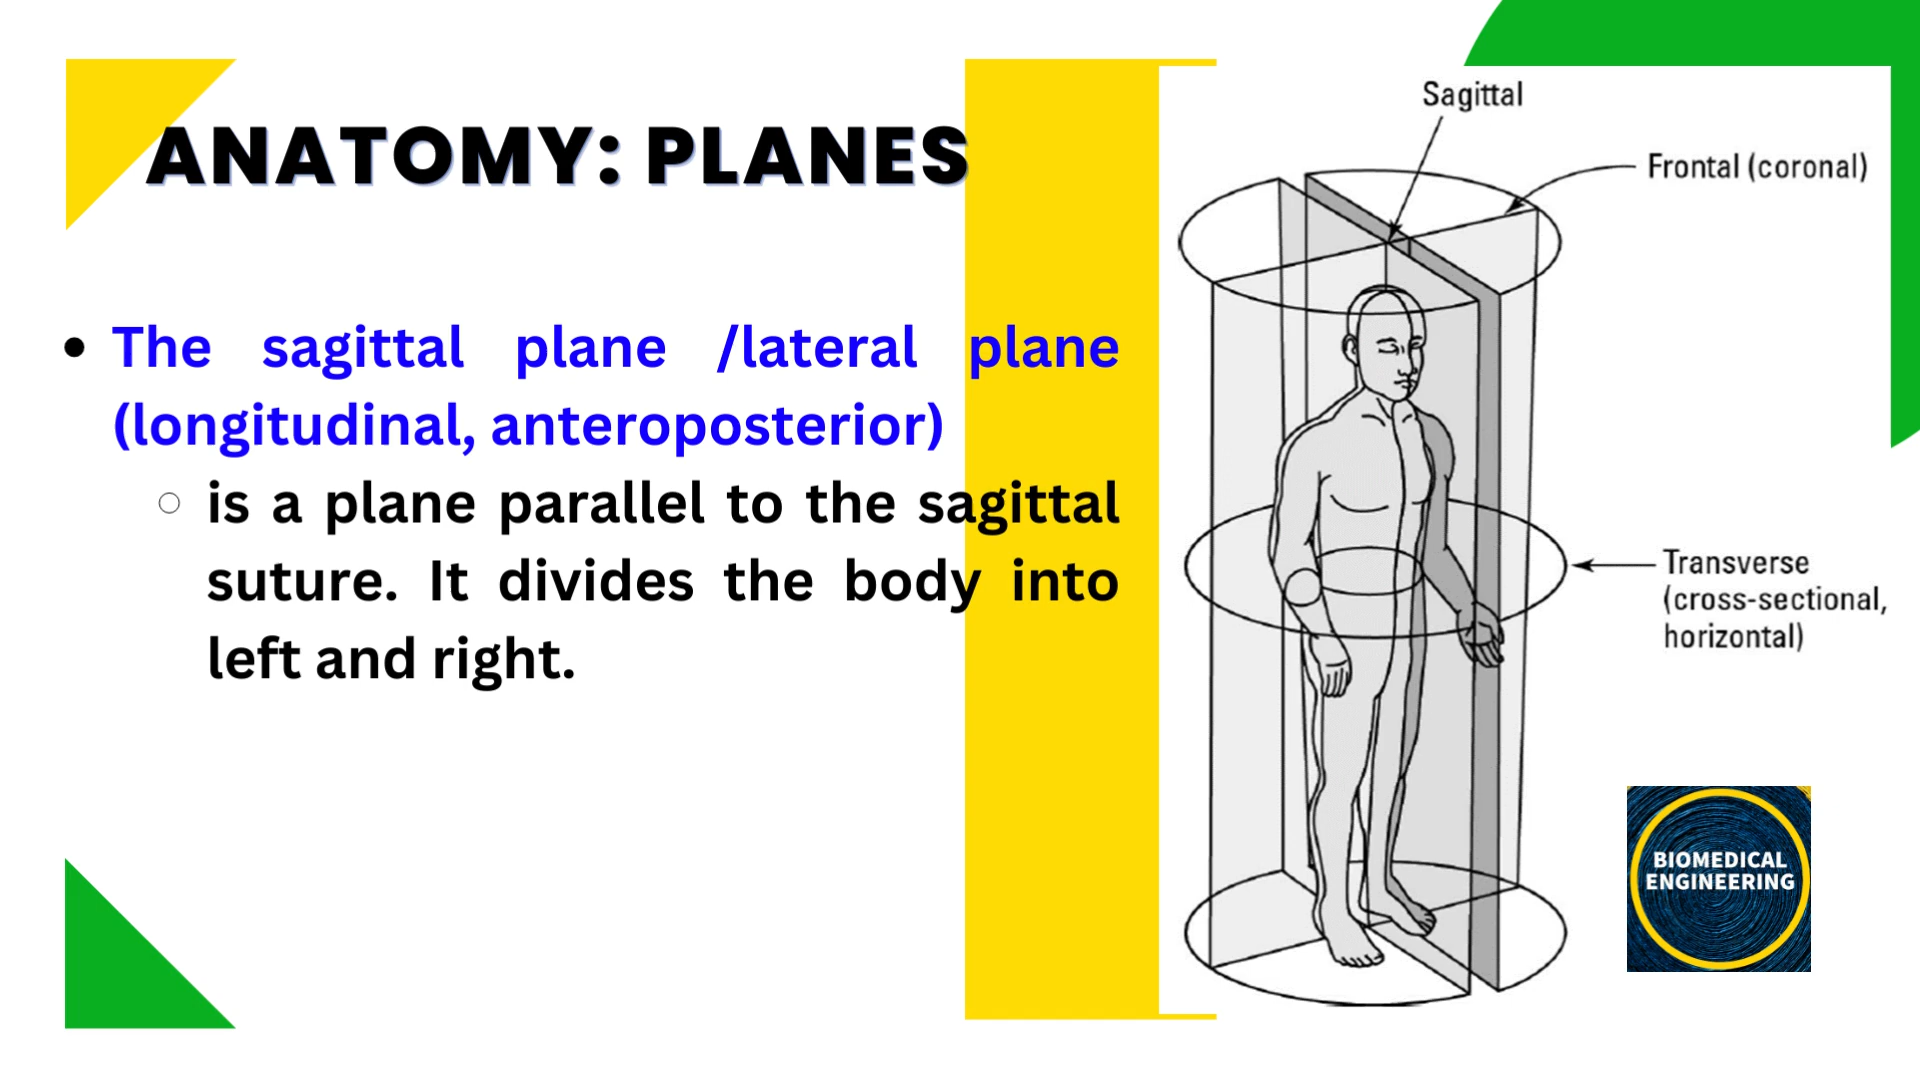 ANATOMY: PLANES
The sagittal plane /lateral plane
(longitudinal, anteroposterior)
is a plane parallel to the sagittal
suture. It divides the body into
left and right.
Sagittal
Frontal (coronal)
Transverse
(cross-sectional,
horizontal)
BIOMEDICAL
ENGINEERING